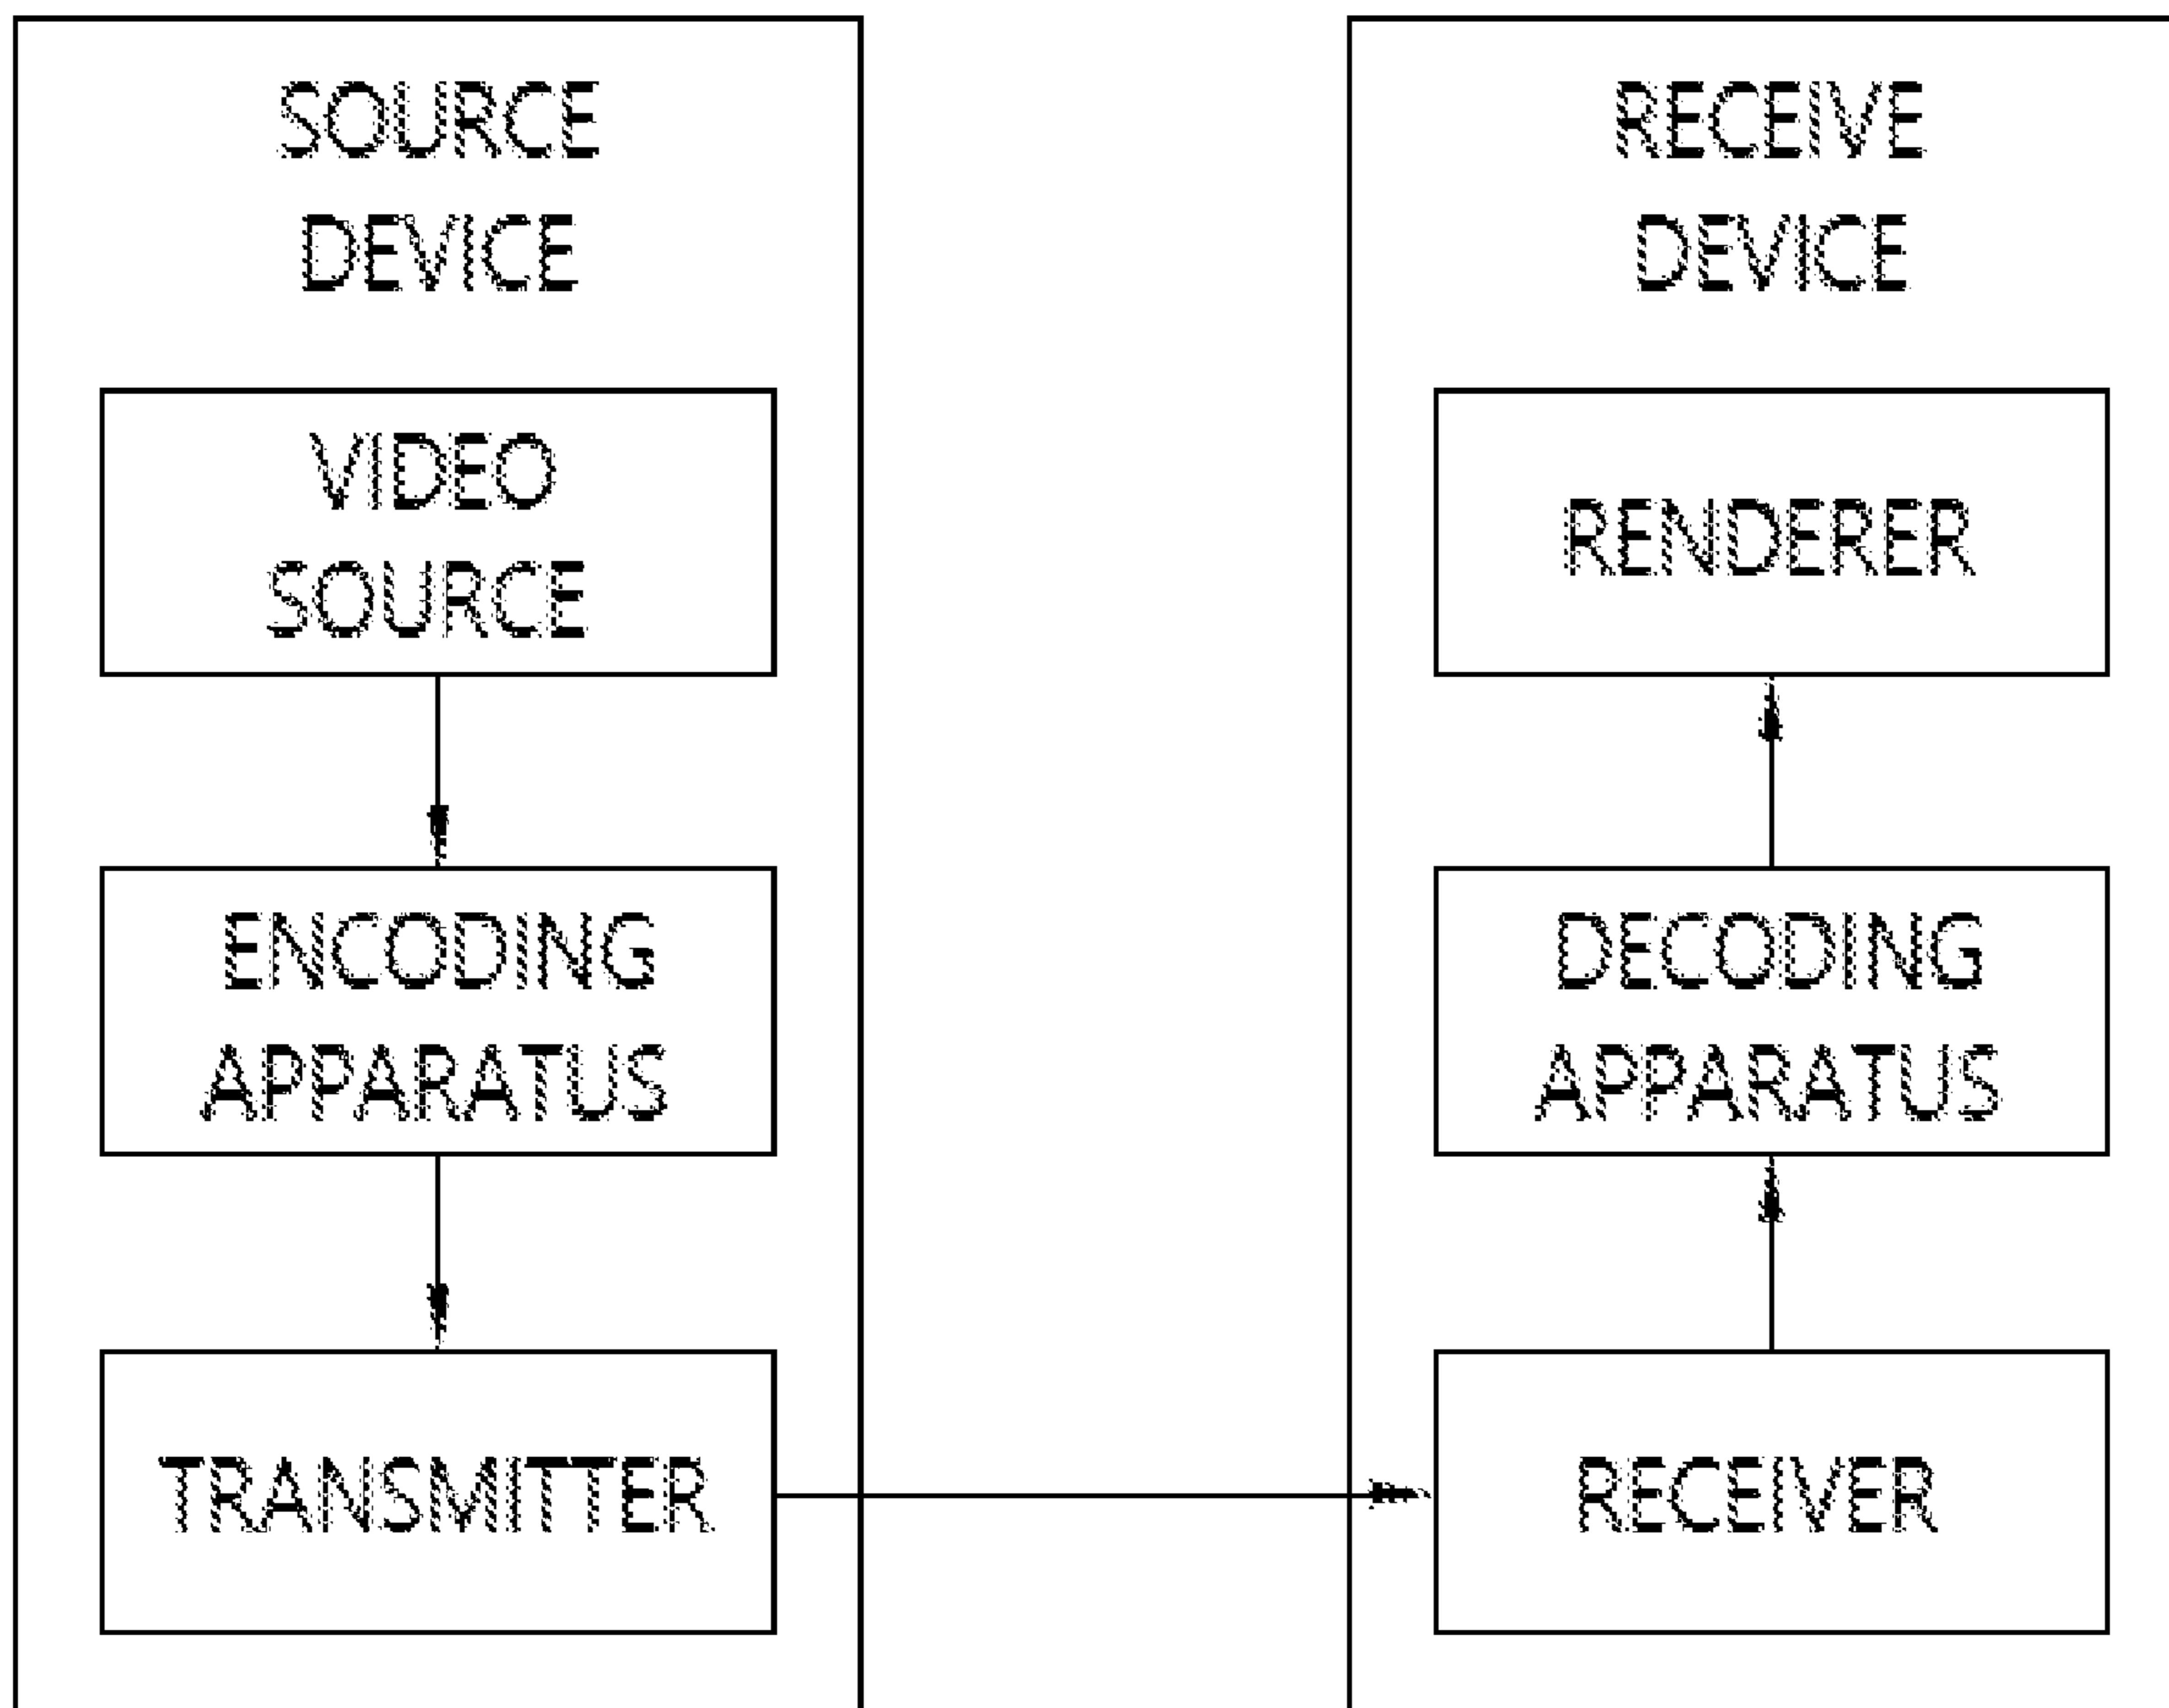 SOURCE
DEVICE
VIDEO
SOURCE
ENCODING
APPARATUS
TRANSMITTER
RECEIVE
DEVICE
RENDERER
DECODING
APPARATUS
RECEIVER